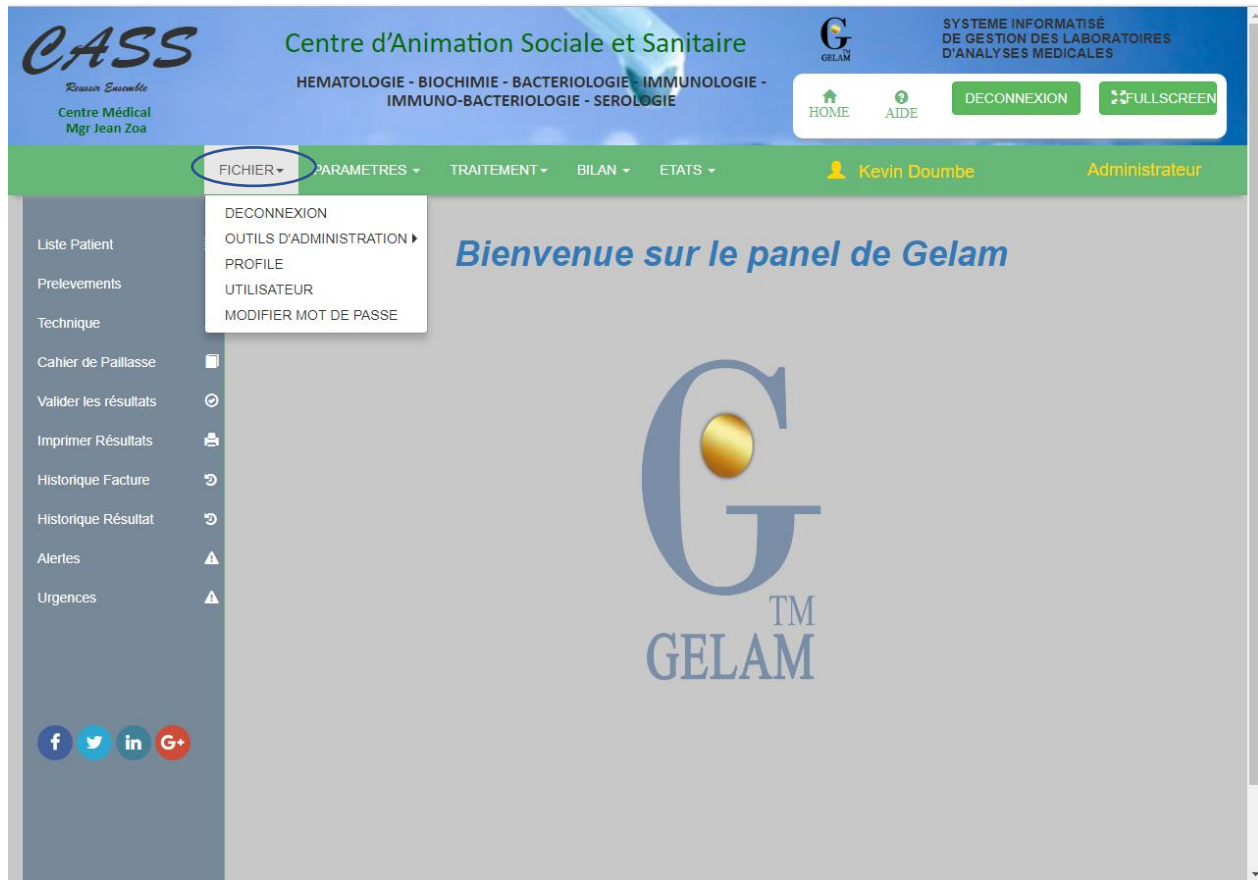 CASS
Reussir Ensemble
Centre Médical
Mgr Jean Zoa
Centre d'Animation Sociale et Sanitaire
HEMATOLOGIE - BIOCHIMIE - BACTERIOLOGIE - IMMUNOLOGIE -
IMMUNO-BACTERIOLOGIE - SEROLOGIE
G
TM
GELAM
SYSTEME INFORMATISÉ
DE GESTION DES LABORATOIRES
D'ANALYSES MEDICALES
HOME
AIDE
DECONNEXION
FULLSCREEN
FICHIER
PARAMETRES
TRAITEMENT
BILAN
ETATS
Kevin Doumbe
Administrateur
DECONNEXION
OUTILS D'ADMINISTRATION
PROFILE
UTILISATEUR
MODIFIER MOT DE PASSE
Liste Patient
Prelevements
Technique
Cahier de Paillasse
Valider les résultats
Imprimer Résultats
Historique Facture
Historique Résultat
Alertes
Urgences
Bienvenue sur le panel de Gelam
G
TM
GELAM
f
in
G+